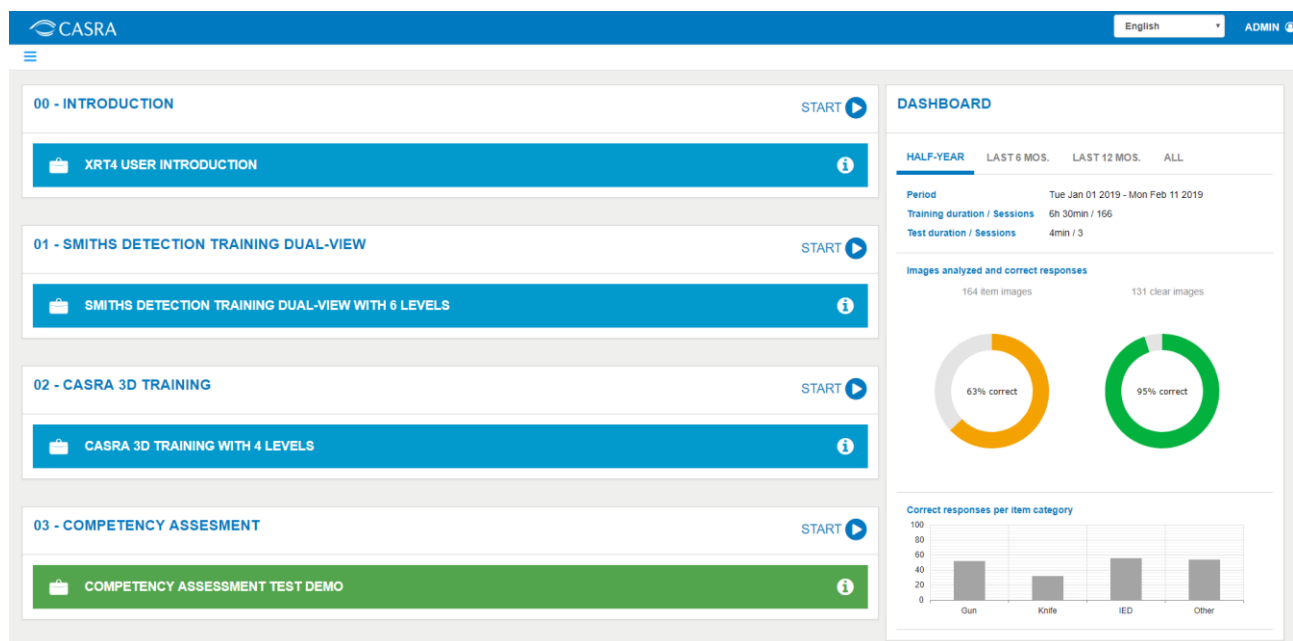 CASRA
English
ADMIN
00 - INTRODUCTION
START
XRT4 USER INTRODUCTION
01 - SMITHS DETECTION TRAINING DUAL-VIEW
START
SMITHS DETECTION TRAINING DUAL-VIEW WITH 6 LEVELS
02 - CASRA 3D TRAINING
START
CASRA 3D TRAINING WITH 4 LEVELS
03 - COMPETENCY ASSESMENT
START
COMPETENCY ASSESSMENT TEST DEMO
DASHBOARD
HALF-YEAR LAST 6 MOS. LAST 12 MOS. ALL
Period Tue Jan 01 2019 - Mon Feb 11 2019
Training duration / Sessions 6h 30min / 166
Test duration / Sessions 4min / 3
Images analyzed and correct responses
164 item images 131 clear images
63% correct 95% correct
Correct responses per item category
100
80
60
40
20
0
Gun Knife IED Other